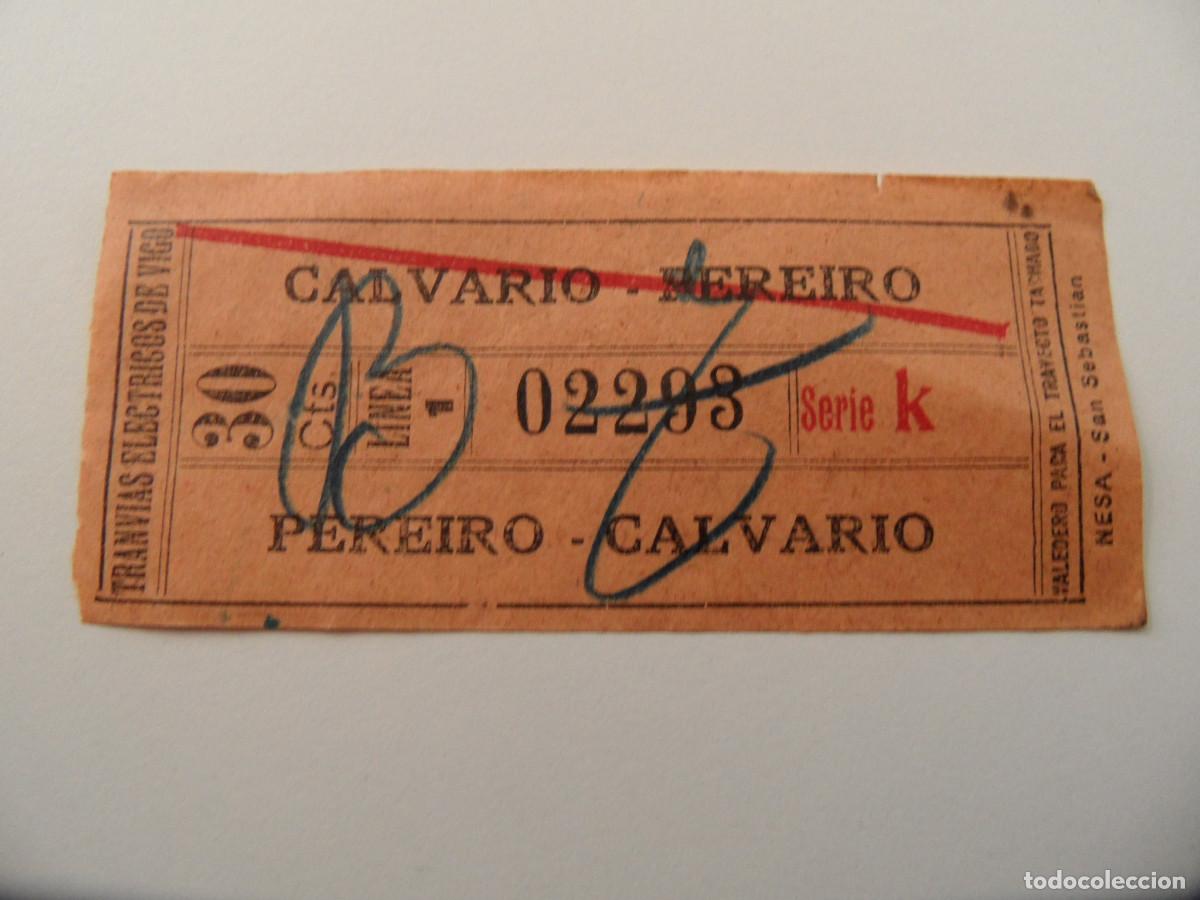 TRANVIAS ELECTRICOS DE VIGO
CALVARIO - PEREIRO
30 Cts. LINEA 1 02293 Serie k
PEREIRO - CALVARIO
VALEDERO PAGA EL TRAYECTO TACHADO
NESA - San Sebastian
B
todocoleccion